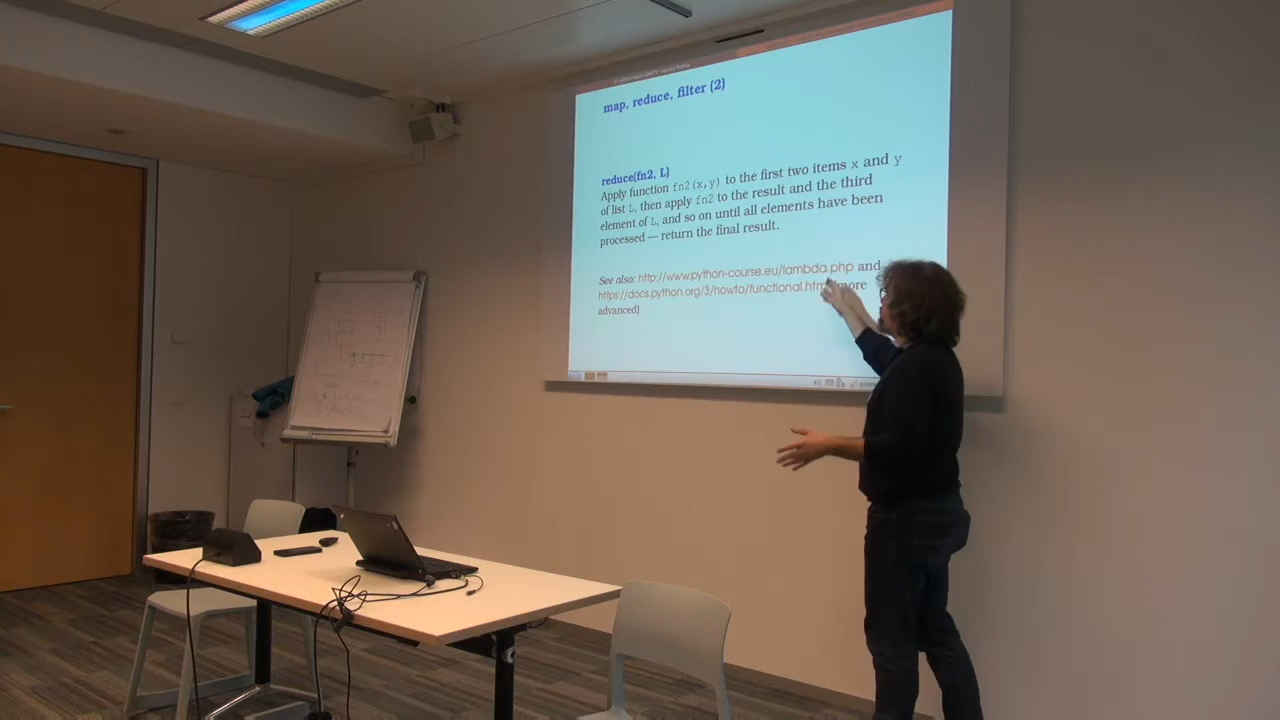 map, reduce, filter (2)
reduce(fn2, L)
Apply function fn2(x,y) to the first two items x and y
of list L, then apply fn2 to the result and the third
element of L, and so on until all elements have been
processed — return the final result.
See also: http://www.python-course.eu/lambda.php and
https://docs.python.org/3/howto/functional.htm more
advanced)